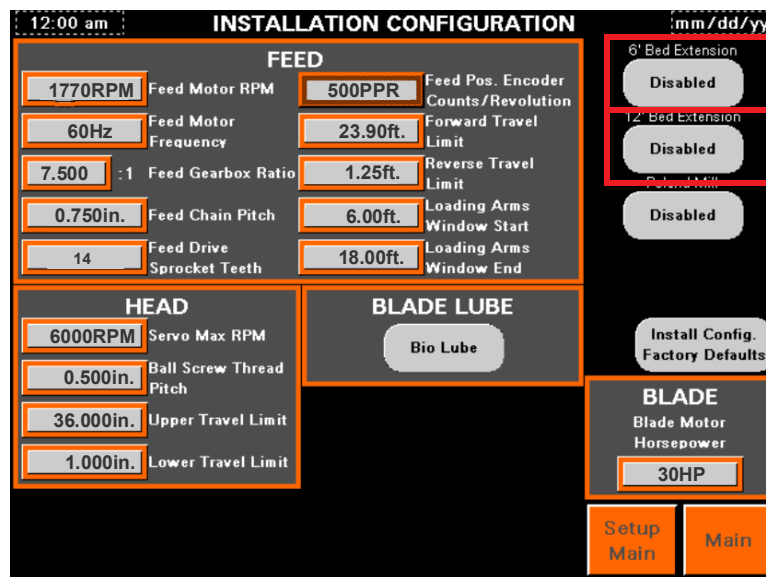 12:00 am
INSTALLATION CONFIGURATION
mm/dd/yy
FEED
1770RPM
Feed Motor RPM
60Hz
Feed Motor
Frequency
7.500
:1
Feed Gearbox Ratio
0.750in.
Feed Chain Pitch
14
Feed Drive
Sprocket Teeth
500PPR
Feed Pos. Encoder
Counts/Revolution
23.90ft.
Forward Travel
Limit
1.25ft.
Reverse Travel
Limit
6.00ft.
Loading Arms
Window Start
18.00ft.
Loading Arms
Window End
6' Bed Extension
Disabled
12' Bed Extension
Disabled
Disabled
HEAD
6000RPM
Servo Max RPM
0.500in.
Ball Screw Thread
Pitch
36.000in.
Upper Travel Limit
1.000in.
Lower Travel Limit
BLADE LUBE
Bio Lube
Install Config.
Factory Defaults
BLADE
Blade Motor
Horsepower
30HP
Setup
Main
Main